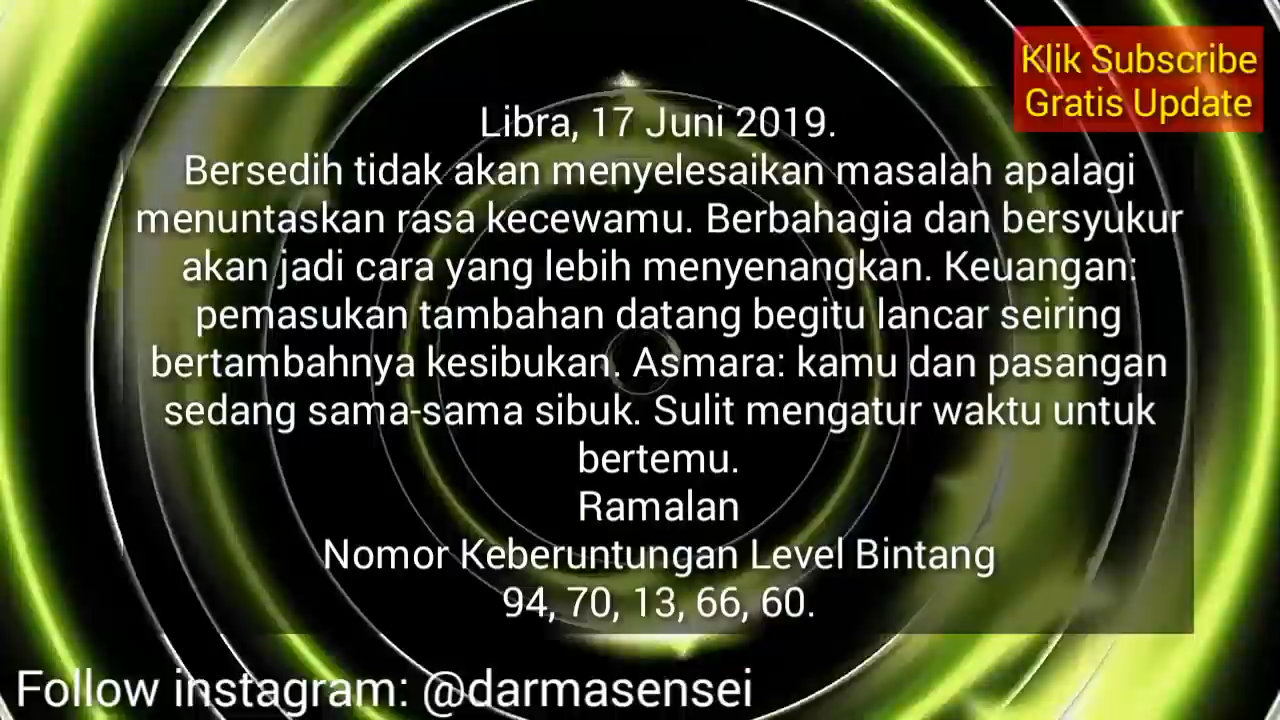 Klik Subscribe
Gratis Update
Libra, 17 Juni 2019.
Bersedih tidak akan menyelesaikan masalah apalagi
menuntaskan rasa kecewamu. Berbahagia dan bersyukur
akan jadi cara yang lebih menyenangkan. Keuangan:
pemasukan tambahan datang begitu lancar seiring
bertambahnya kesibukan. Asmara: kamu dan pasangan
sedang sama-sama sibuk. Sulit mengatur waktu untuk
bertemu.
Ramalan
Nomor Keberuntungan Level Bintang
94, 70, 13, 66, 60.
Follow instagram: @darmasensei